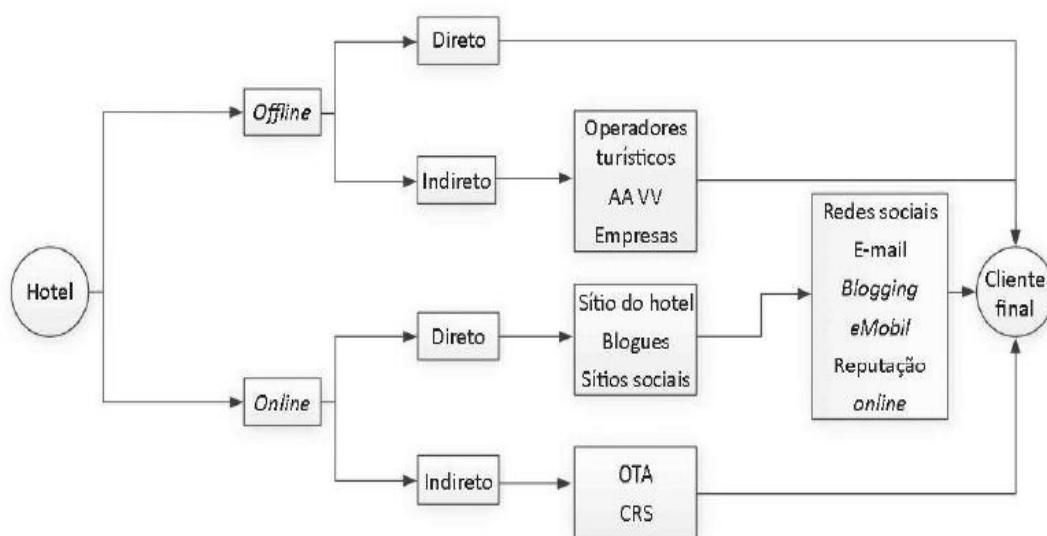 Hotel
Offline
Direto
Indireto
Operadores
turísticos
AA VV
Empresas
Online
Direto
Sítio do hotel
Blogues
Sítios sociais
Redes sociais
E-mail
Blogging
eMobil
Reputação
online
Indireto
OTA
CRS
Cliente
final